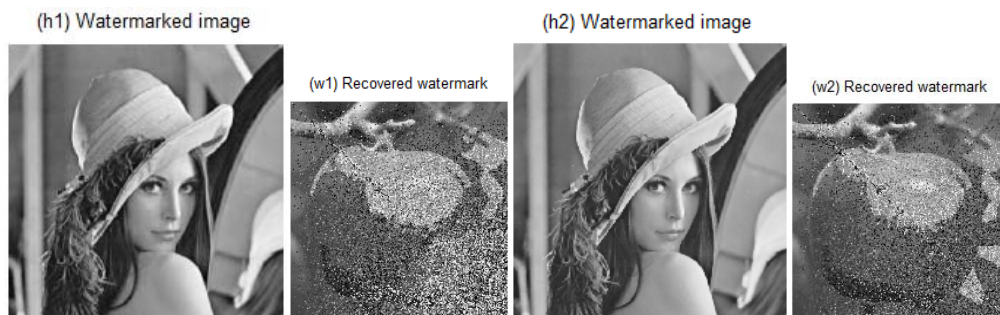 (h1) Watermarked image
(w1) Recovered watermark
(h2) Watermarked image
(w2) Recovered watermark